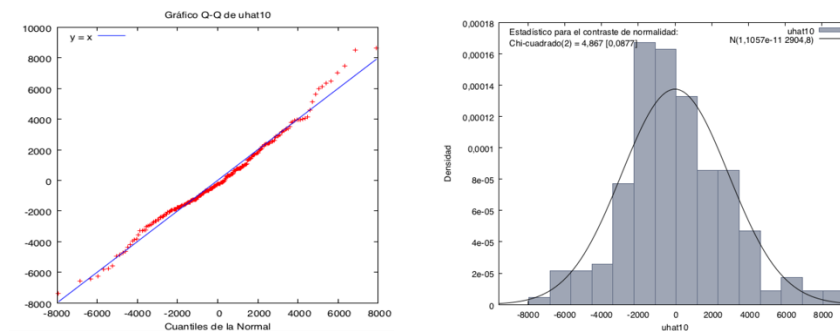 Gráfico Q-Q de uhat10
y = x
10000
8000
6000
4000
2000
0
-2000
-4000
-6000
-8000
-8000 -6000 -4000 -2000 0 2000 4000 6000 8000
Cuantiles de la Normal
Estadístico para el contraste de normalidad:
Chi-cuadrado(2) = 4,867 [0,0877]
uhat10
N(1,1057e-11 2904,8)
Densidad
0,00018
0,00016
0,00014
0,00012
0,0001
8e-05
6e-05
4e-05
2e-05
0
-8000 -6000 -4000 -2000 0 2000 4000 6000 8000
uhat10